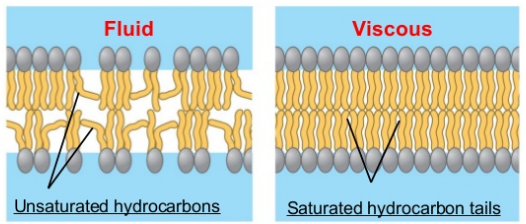 Fluid
Viscous
Unsaturated hydrocarbons
Saturated hydrocarbon tails